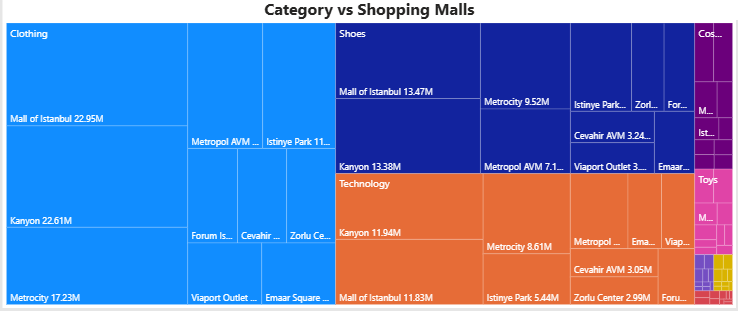 Category vs Shopping Malls
Clothing
Mall of Istanbul 22.95M
Kanyon 22.61M
Metrocity 17.23M
Metropol AVM ...
Istinye Park 11...
Forum Is...
Cevahir ...
Zorlu Ce...
Viaport Outlet ...
Emaar Square ...
Shoes
Mall of Istanbul 13.47M
Kanyon 13.38M
Metrocity 9.52M
Metropol AVM 7.1...
Istinye Park...
Zorl...
For...
Cevahir AVM 3.24...
Viaport Outlet 3....
Emaar...
Technology
Kanyon 11.94M
Mall of Istanbul 11.83M
Metrocity 8.61M
Istinye Park 5.44M
Metropol ...
Ema...
Viap...
Cevahir AVM 3.05M
Zorlu Center 2.99M
Foru...
Cos...
M...
Ist...
Toys
M...